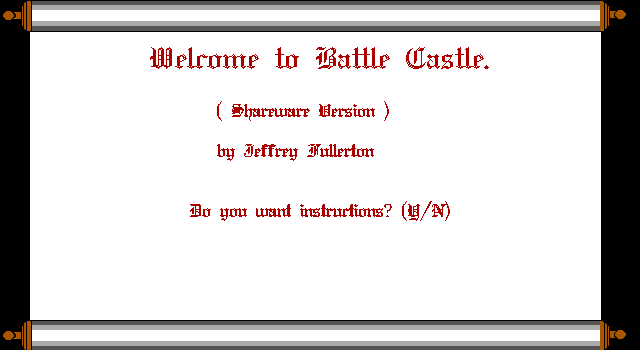 Welcome to Battle Castle.
( Shareware Version )
by Jeffrey Fullerton
Do you want instructions? (Y/N)